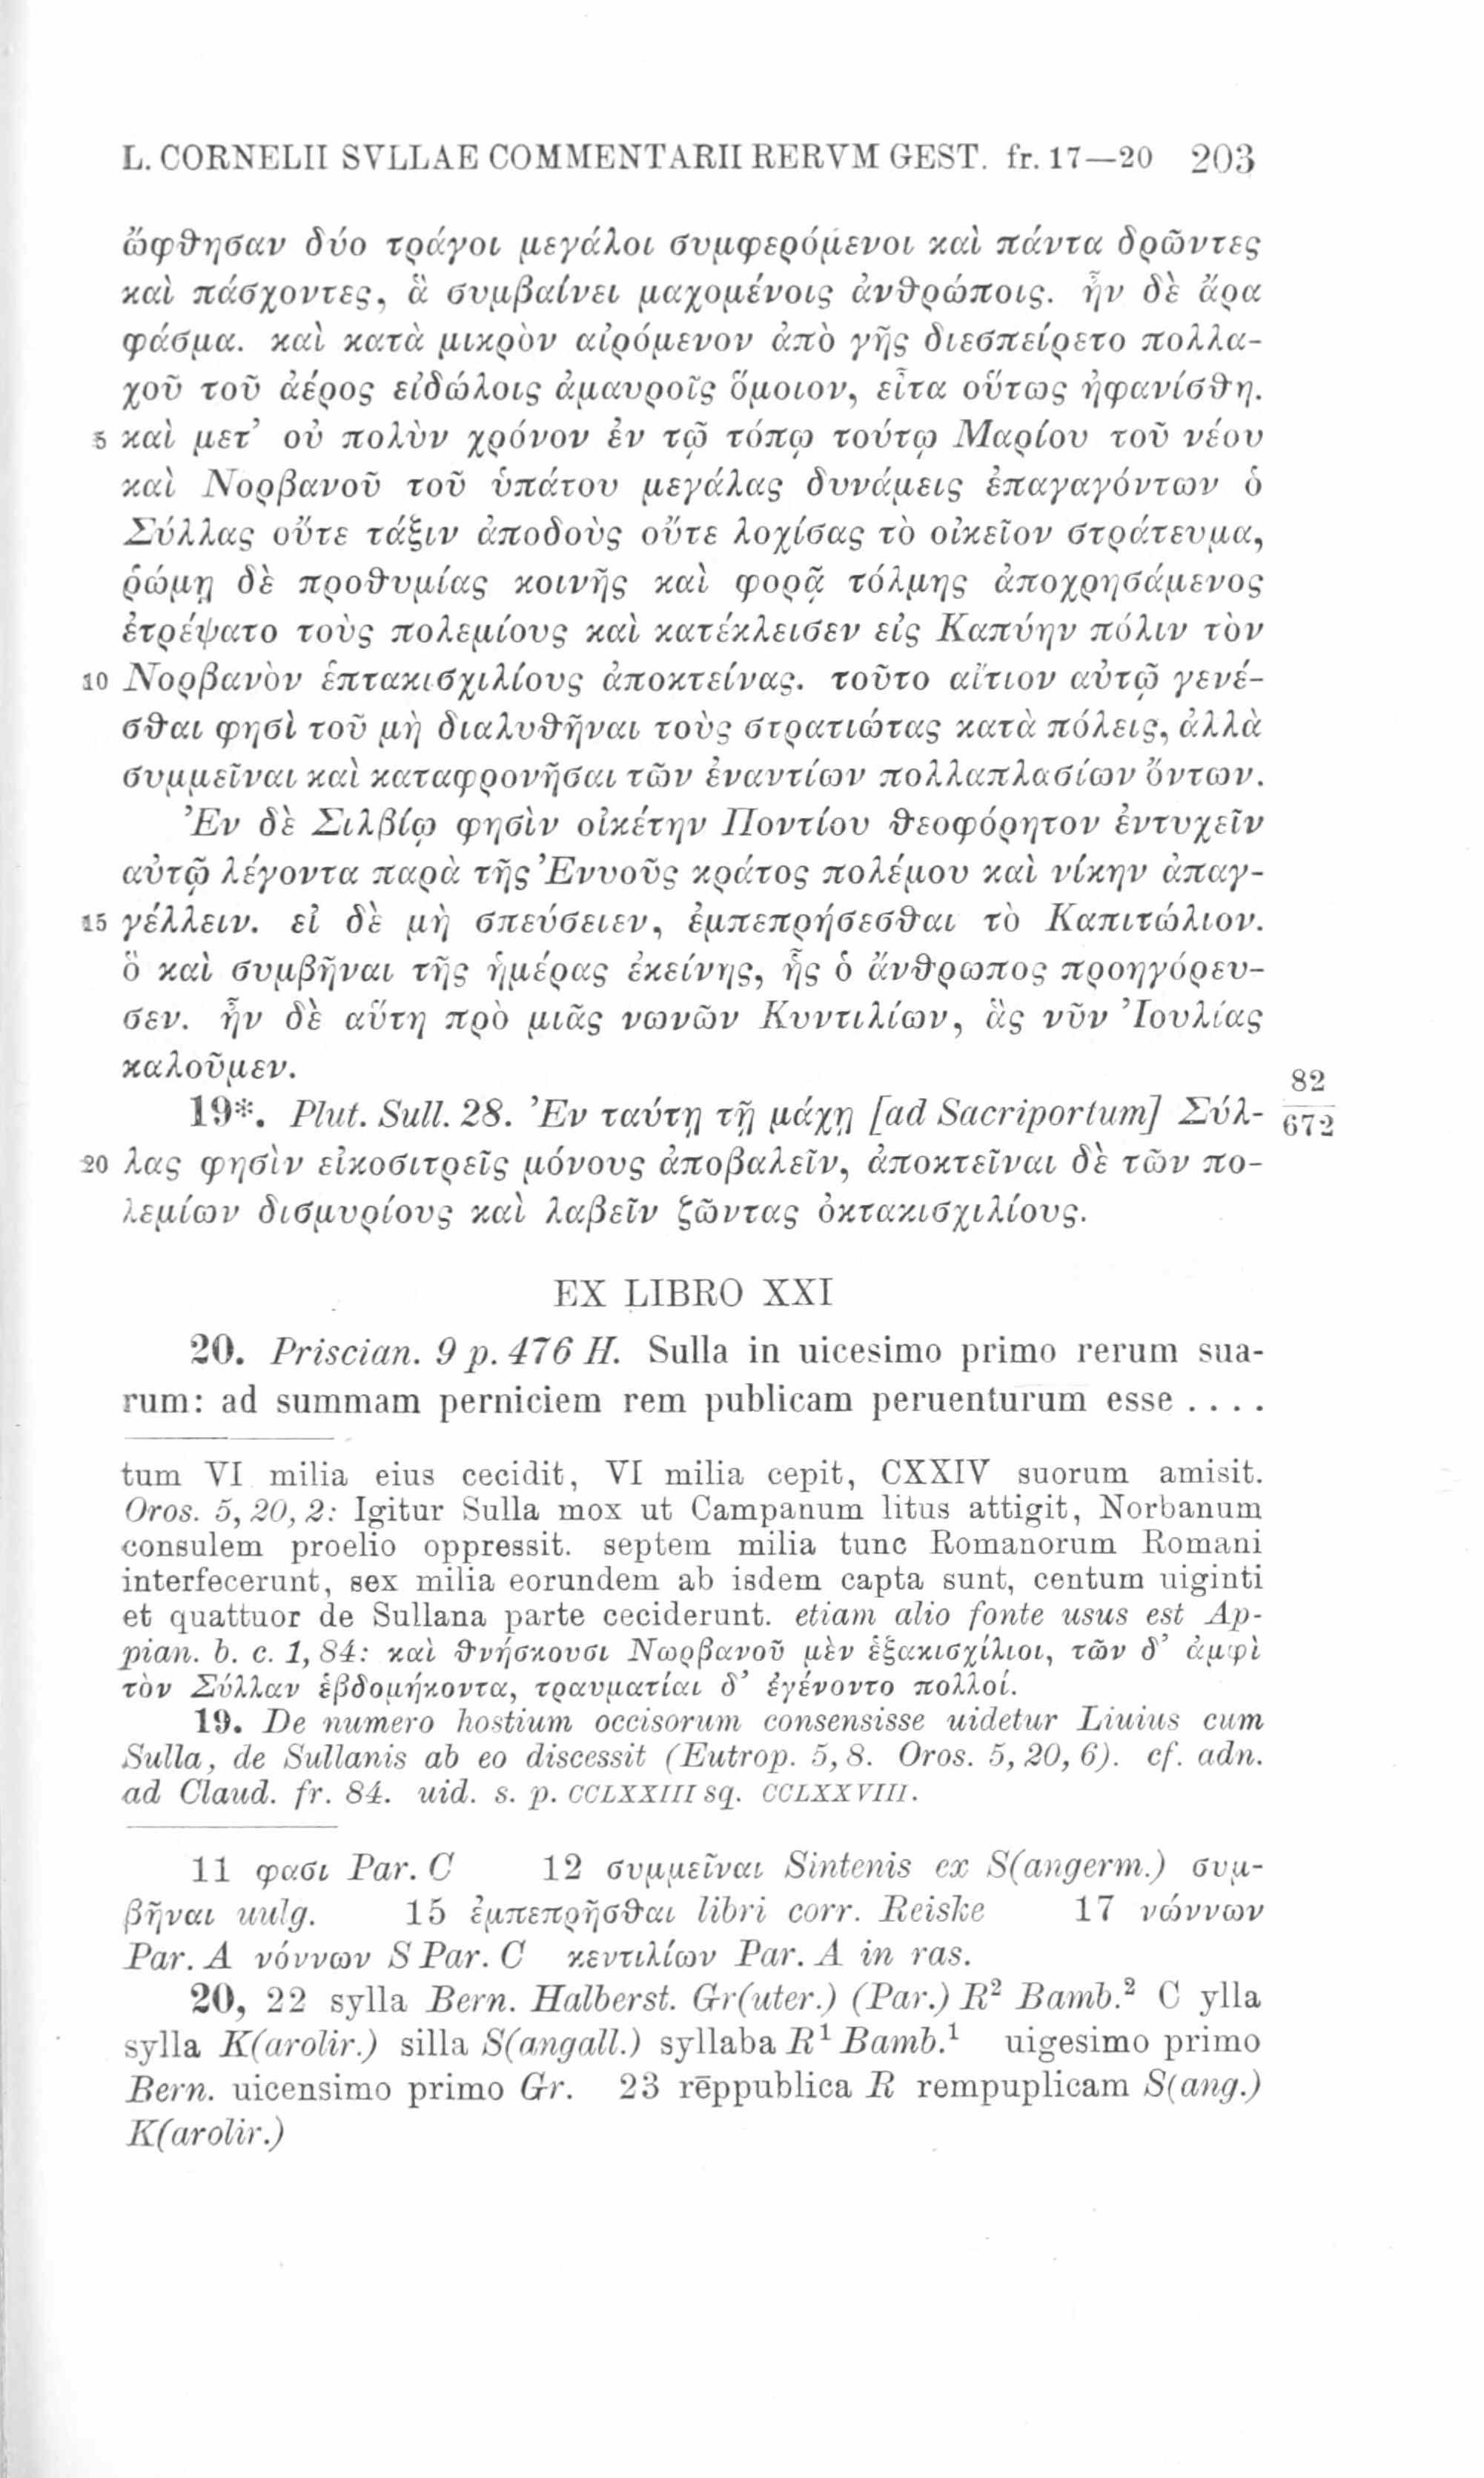 L. CORNELII SVLLAE COMMENTARII RERVM GEST. fr. 17—20 203
ὤφθησαν δύο τράγοι μεγάλοι συμφερόμενοι καὶ πάντα δρῶντες
καὶ πάσχοντες, ἃ συμβαίνει μαχομένοις ἀνθρώποις. ἦν δὲ ἄρα
φάσμα. καὶ κατὰ μικρὸν αἰρόμενον ἀπὸ γῆς διεσπείρετο πολλα-
χοῦ τοῦ ἀέρος εἰδώλοις ἀμαυροῖς ὅμοιον, εἶτα οὕτως ἠφανίσθη.
5 καὶ μετ’ οὐ πολὺν χρόνον ἐν τῷ τόπῳ τούτῳ Μαρίου τοῦ νέου
καὶ Νορβανοῦ τοῦ ὑπάτου μεγάλας δυνάμεις ἐπαγαγόντων ὁ
Σύλλας οὔτε τάξιν ἀποδοὺς οὔτε λοχίσας τὸ οἰκεῖον στράτευμα,
ῥώμῃ δὲ προθυμίας κοινῆς καὶ φορᾷ τόλμης ἀποχρησάμενος
ἐτρέψατο τοὺς πολεμίους καὶ κατέκλεισεν εἰς Καπύην πόλιν τὸν
10 Νορβανὸν ἑπτακισχιλίους ἀποκτείνας. τοῦτο αἴτιον αὐτῷ γενέ-
σθαι φησὶ τοῦ μὴ διαλυθῆναι τοὺς στρατιώτας κατὰ πόλεις, ἀλλὰ
συμμεῖναι καὶ καταφρονῆσαι τῶν ἐναντίων πολλαπλασίων ὄντων.
Ἐν δὲ Σιλβίῳ φησὶν οἰκέτην Ποντίου θεοφόρητον ἐντυχεῖν
αὐτῷ λέγοντα παρὰ τῆς Ἐννοῦς κράτος πολέμου καὶ νίκην ἀπαγ-
15 γέλλειν. εἰ δὲ μὴ σπεύσειεν, ἐμπεπρήσεσθαι τὸ Καπιτώλιον.
ὃ καὶ συμβῆναι τῆς ἡμέρας ἐκείνης, ἧς ὁ ἄνθρωπος προηγόρευ-
σεν. ἦν δὲ αὕτη πρὸ μιᾶς νωνῶν Κυντιλίων, ἃς νῦν Ἰουλίας
καλοῦμεν.
19*. Plut. Sull. 28. Ἐν ταύτῃ τῇ μάχῃ [ad Sacriportum] Σύλ- 82/672
20 λας φησὶν εἰκοσιτρεῖς μόνους ἀποβαλεῖν, ἀποκτεῖναι δὲ τῶν πο-
λεμίων δισμυρίους καὶ λαβεῖν ζῶντας ὀκτακισχιλίους.
EX LIBRO XXI
20. Priscian. 9 p. 476 H. Sulla in uicesimo primo rerum sua-
rum: ad summam perniciem rem publicam peruenturum esse ....
tum VI milia eius cecidit, VI milia cepit, CXXIV suorum amisit.
Oros. 5, 20, 2: Igitur Sulla mox ut Campanum litus attigit, Norbanum
consulem proelio oppressit. septem milia tunc Romanorum Romani
interfecerunt, sex milia eorundem ab isdem capta sunt, centum uiginti
et quattuor de Sullana parte ceciderunt. etiam alio fonte usus est Ap-
pian. b. c. 1, 84: καὶ θνήσκουσι Νωρβανοῦ μὲν ἑξακισχίλιοι, τῶν δ’ ἀμφὶ
τὸν Σύλλαν ἑβδομήκοντα, τραυματίαι δ’ ἐγένοντο πολλοί.
19. De numero hostium occisorum consensisse uidetur Liuius cum
Sulla, de Sullanis ab eo discessit (Eutrop. 5, 8. Oros. 5, 20, 6). cf. adn.
ad Claud. fr. 84. uid. s. p. CCLXXIII sq. CCLXXVIII.
11 φασι Par. C 12 συμμεῖναι Sintenis ex S(angerm.) συμ-
βῆναι uulg. 15 ἐμπεπρῆσθαι libri corr. Reiske 17 νώννων
Par. A νόννων S Par. C κεντιλίων Par. A in ras.
20, 22 sylla Bern. Halberst. Gr(uter.) (Par.) R² Bamb.² C ylla
sylla K(arolir.) silla S(angall.) syllaba R¹ Bamb.¹ uigesimo primo
Bern. uicensimo primo Gr. 23 rēppublica R rempuplicam S(ang.)
K(arolir.)